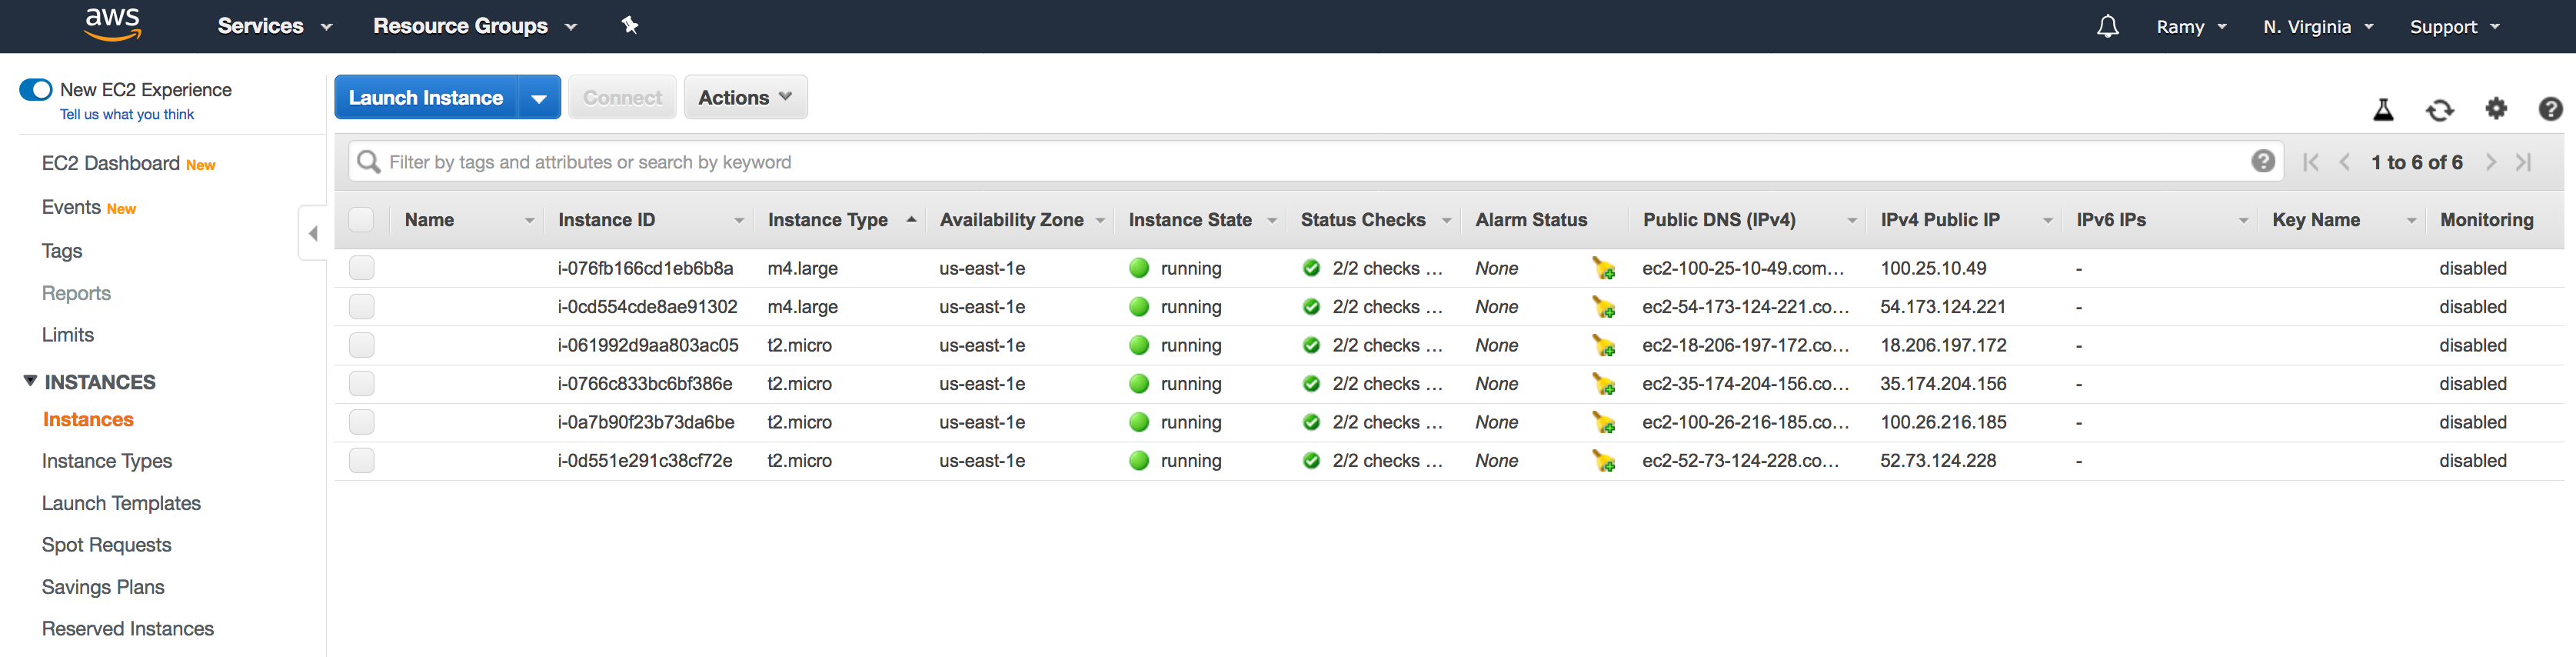 aws Services Resource Groups Ramy N. Virginia Support
New EC2 Experience
Tell us what you think
EC2 Dashboard New
Events New
Tags
Reports
Limits
INSTANCES
Instances
Instance Types
Launch Templates
Spot Requests
Savings Plans
Reserved Instances
Launch Instance Connect Actions
Filter by tags and attributes or search by keyword 1 to 6 of 6
Name Instance ID Instance Type Availability Zone Instance State Status Checks Alarm Status Public DNS (IPv4) IPv4 Public IP IPv6 IPs Key Name Monitoring
i-076fb166cd1eb6b8a m4.large us-east-1e running 2/2 checks ... None ec2-100-25-10-49.com... 100.25.10.49 - disabled
i-0cd554cde8ae91302 m4.large us-east-1e running 2/2 checks ... None ec2-54-173-124-221.co... 54.173.124.221 - disabled
i-061992d9aa803ac05 t2.micro us-east-1e running 2/2 checks ... None ec2-18-206-197-172.co... 18.206.197.172 - disabled
i-0766c833bc6bf386e t2.micro us-east-1e running 2/2 checks ... None ec2-35-174-204-156.co... 35.174.204.156 - disabled
i-0a7b90f23b73da6be t2.micro us-east-1e running 2/2 checks ... None ec2-100-26-216-185.co... 100.26.216.185 - disabled
i-0d551e291c38cf72e t2.micro us-east-1e running 2/2 checks ... None ec2-52-73-124-228.co... 52.73.124.228 - disabled